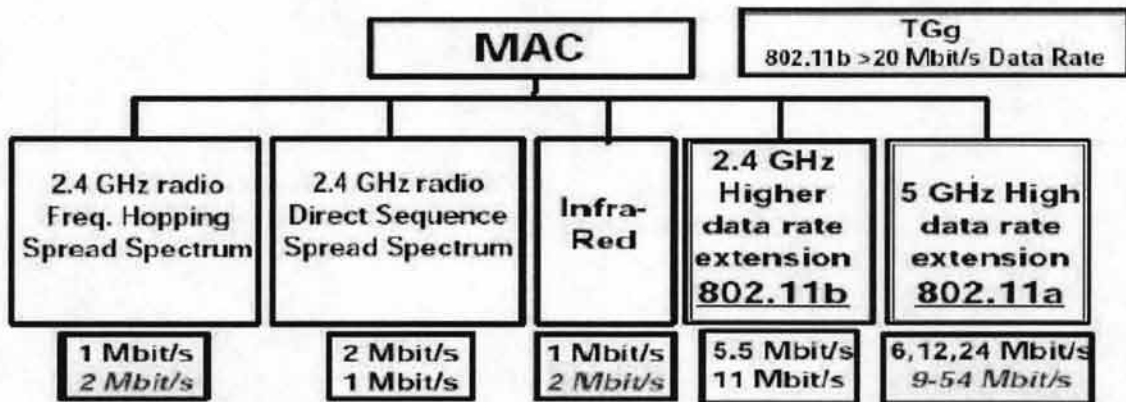 MAC
TGg
802.11b >20 Mbit/s Data Rate
2.4 GHz radio
Freq. Hopping
Spread Spectrum
2.4 GHz radio
Direct Sequence
Spread Spectrum
Infra-
Red
2.4 GHz
Higher
data rate
extension
802.11b
5 GHz High
data rate
extension
802.11a
1 Mbit/s
2 Mbit/s
2 Mbit/s
1 Mbit/s
1 Mbit/s
2 Mbit/s
5.5 Mbit/s
11 Mbit/s
6,12,24 Mbit/s
9-54 Mbit/s